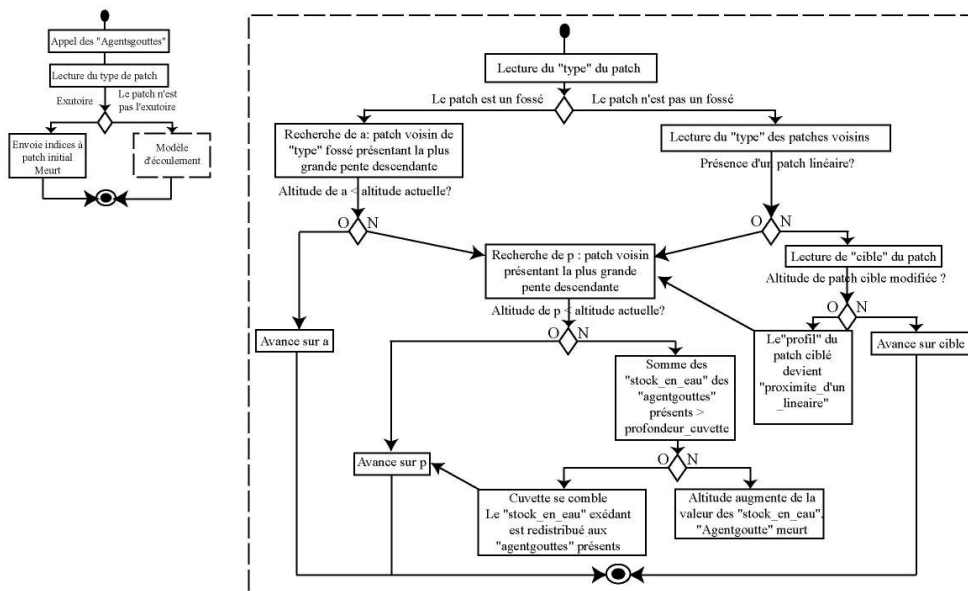 Appel des "Agentsgouttes"
Lecture du type de patch
Exutoire
Le patch n'est
pas l'exutoire
Envoie indices à
patch initial
Meurt
Modèle
d'écoulement
Lecture du "type" du patch
Le patch est un fossé
Le patch n'est pas un fossé
Recherche de a: patch voisin de
"type" fossé présentant la plus
grande pente descendante
Lecture du "type" des patches voisins
Présence d'un patch linéaire?
Altitude de a < altitude actuelle?
O
N
O
N
Recherche de p : patch voisin
présentant la plus grande
pente descendante
Lecture de "cible" du patch
Altitude de patch cible modifiée ?
Altitude de p < altitude actuelle?
O
N
O
N
Avance sur a
Le"profil" du
patch ciblé
devient
"proximite_d'un
_lineaire"
Avance sur cible
Somme des
"stock_en_eau" des
"agentgouttes"
présents >
profondeur_cuvette
O
N
Avance sur p
Cuvette se comble
Le "stock_en_eau" exédant
est redistribué aux
"agentgouttes" présents
Altitude augmente de la
valeur des "stock_en_eau".
"Agentgoutte" meurt